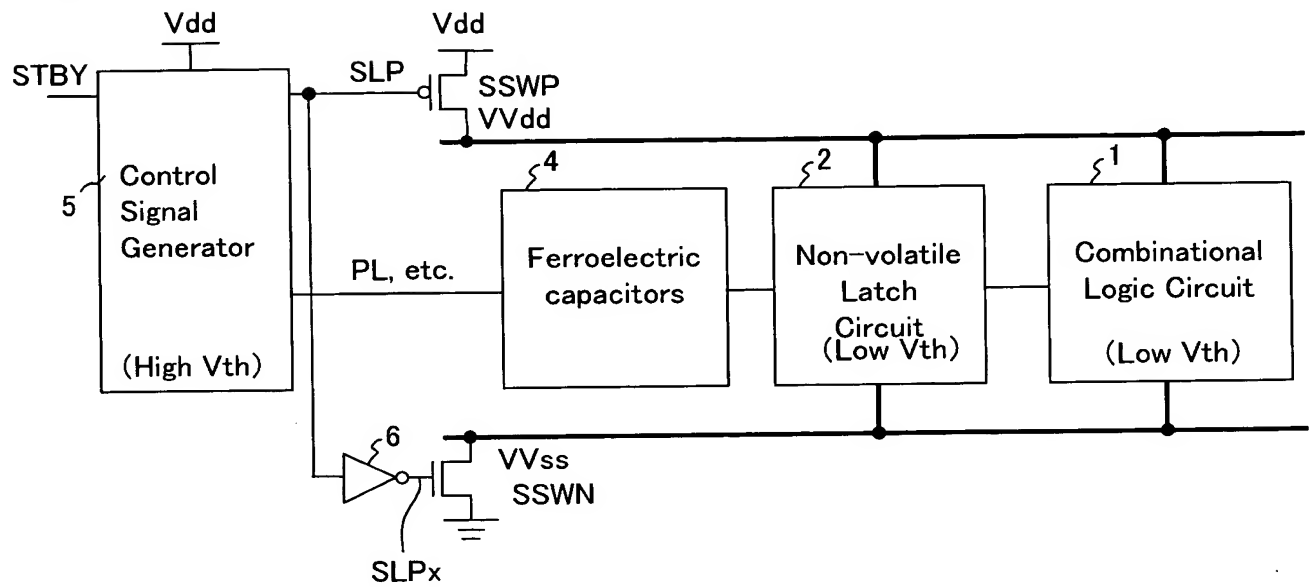 Vdd
Vdd
STBY
SLP
SSWP
VVdd
4
2
1
5
Control
Signal
Generator
(High Vth)
PL, etc.
Ferroelectric
capacitors
Non-volatile
Latch
Circuit
(Low Vth)
Combinational
Logic Circuit
(Low Vth)
6
VVss
SSWN
SLPx